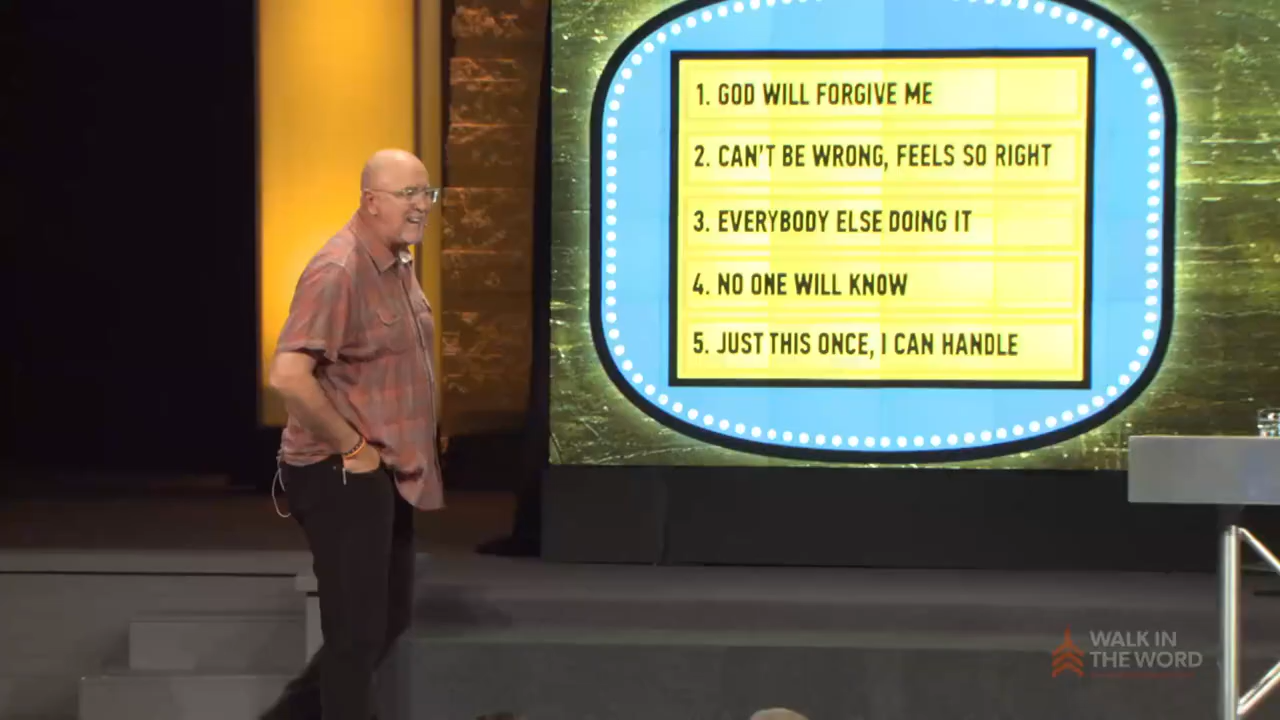 1. GOD WILL FORGIVE ME
2. CAN'T BE WRONG, FEELS SO RIGHT
3. EVERYBODY ELSE DOING IT
4. NO ONE WILL KNOW
5. JUST THIS ONCE, I CAN HANDLE
WALK IN
THE WORD